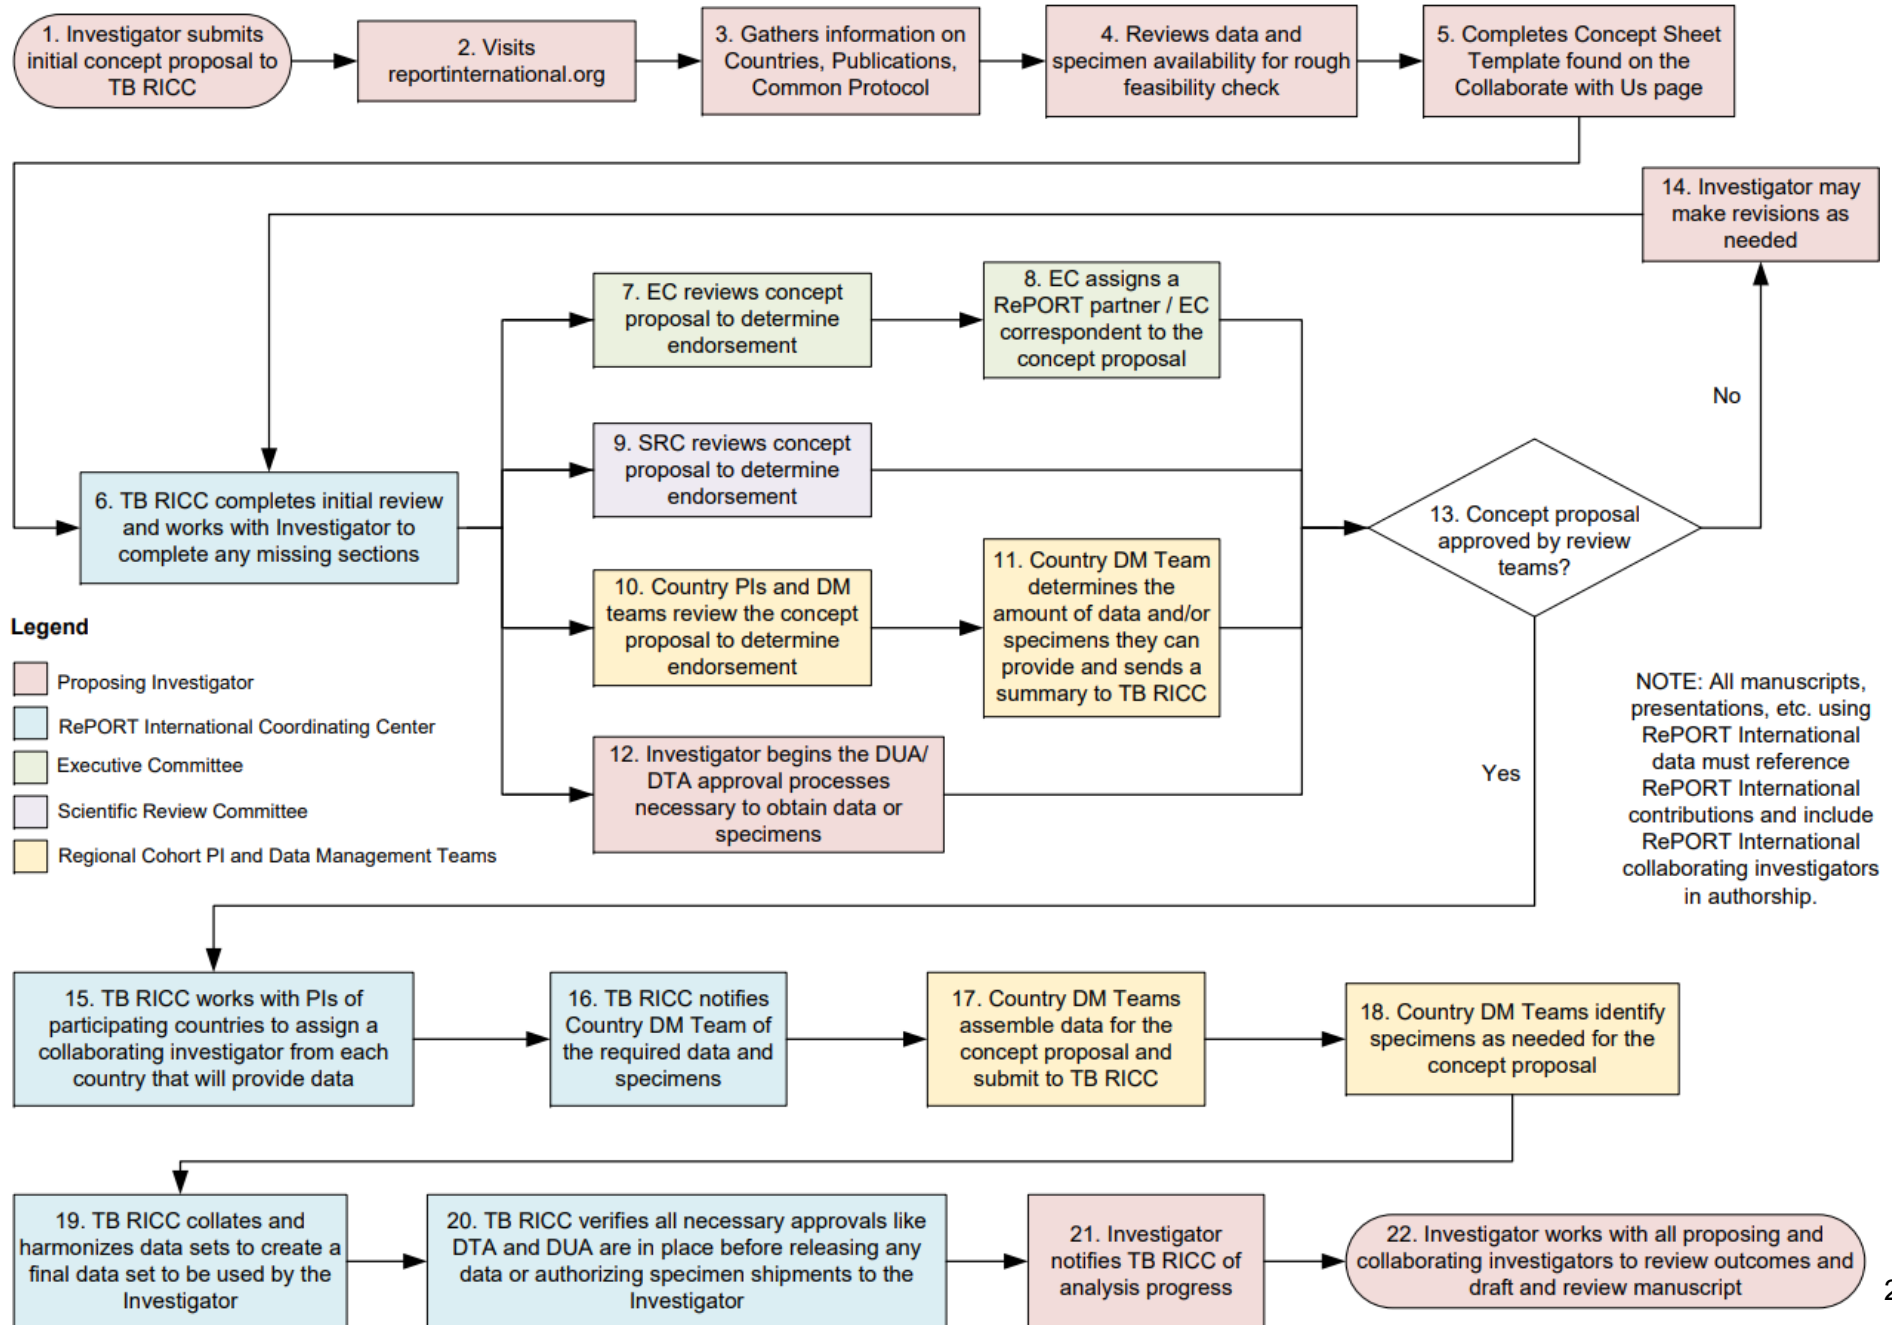 1. Investigator submits
initial concept proposal to
TB RICC
2. Visits
reportinternational.org
3. Gathers information on
Countries, Publications,
Common Protocol
4. Reviews data and
specimen availability for rough
feasibility check
5. Completes Concept Sheet
Template found on the
Collaborate with Us page
14. Investigator may
make revisions as
needed
7. EC reviews concept
proposal to determine
endorsement
8. EC assigns a
RePORT partner / EC
correspondent to the
concept proposal
No
9. SRC reviews concept
proposal to determine
endorsement
6. TB RICC completes initial review
and works with Investigator to
complete any missing sections
13. Concept proposal
approved by review
teams?
10. Country PIs and DM
teams review the concept
proposal to determine
endorsement
11. Country DM Team
determines the
amount of data and/or
specimens they can
provide and sends a
summary to TB RICC
Legend
Proposing Investigator
RePORT International Coordinating Center
Executive Committee
Scientific Review Committee
Regional Cohort PI and Data Management Teams
12. Investigator begins the DUA/
DTA approval processes
necessary to obtain data or
specimens
Yes
NOTE: All manuscripts,
presentations, etc. using
RePORT International
data must reference
RePORT International
contributions and include
RePORT International
collaborating investigators
in authorship.
15. TB RICC works with PIs of
participating countries to assign a
collaborating investigator from each
country that will provide data
16. TB RICC notifies
Country DM Team of
the required data and
specimens
17. Country DM Teams
assemble data for the
concept proposal and
submit to TB RICC
18. Country DM Teams identify
specimens as needed for the
concept proposal
19. TB RICC collates and
harmonizes data sets to create a
final data set to be used by the
Investigator
20. TB RICC verifies all necessary approvals like
DTA and DUA are in place before releasing any
data or authorizing specimen shipments to the
Investigator
21. Investigator
notifies TB RICC of
analysis progress
22. Investigator works with all proposing and
collaborating investigators to review outcomes and
draft and review manuscript